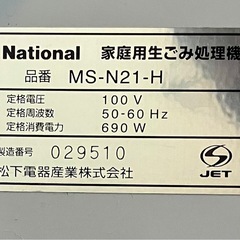 National 家庭用生ごみ処理機
品番 MS-N21-H
定格電圧 100 V
定格周波数 50-60 Hz
定格消費電力 690 W
製造番号 029510
松下電器産業株式会社
S
JET